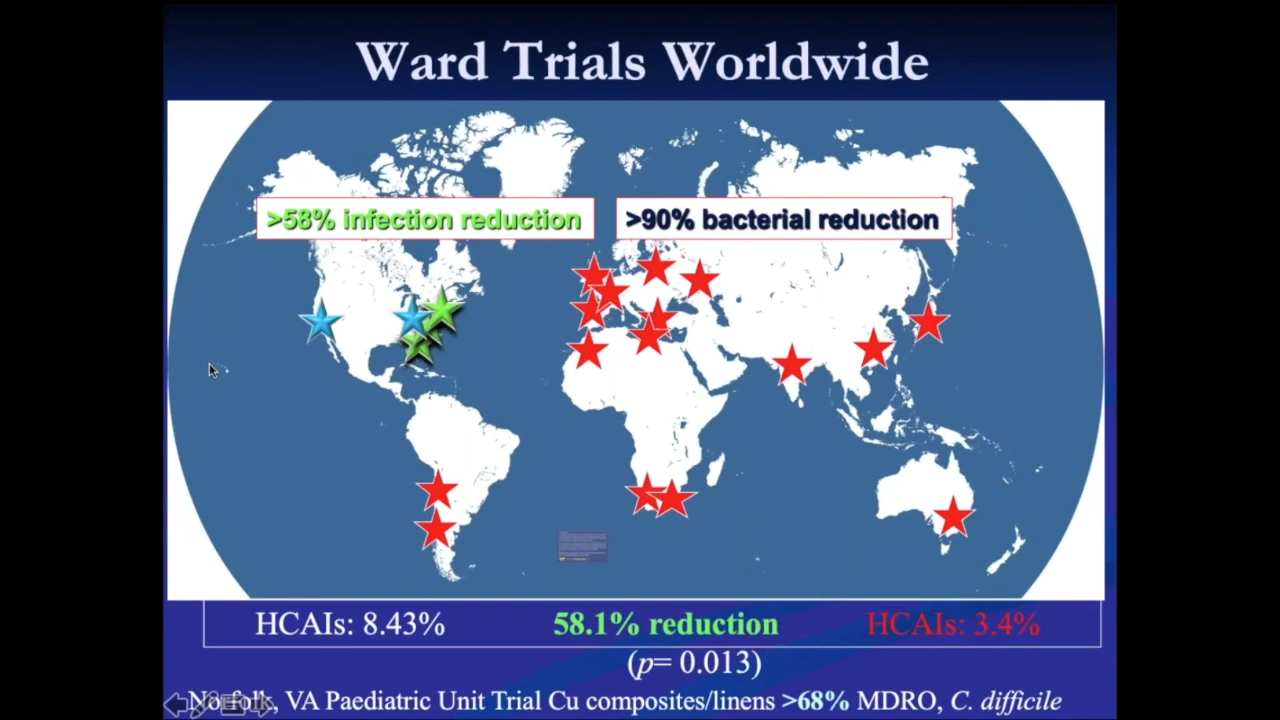 Ward Trials Worldwide
>58% infection reduction >90% bacterial reduction
HCAIs: 8.43% 58.1% reduction HCAIs: 3.4%
(p= 0.013)
Norfolk, VA Paediatric Unit Trial Cu composites/linens >68% MDRO, C. difficile